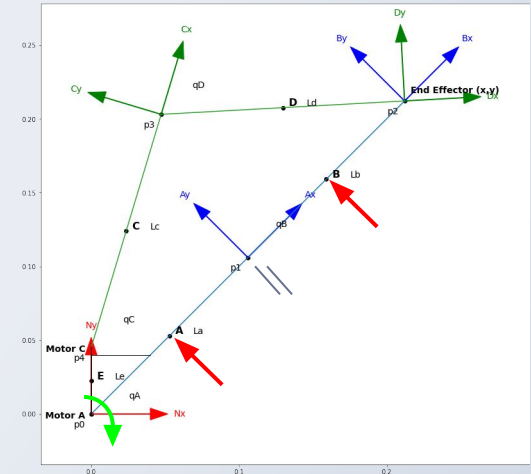 Dy
Cx
By
Bx
0.25
qD
Cy
End Effector (x,y)
Dx
D Ld
p2
0.20
p3
B Lb
Ay
Ax
0.15
C Lc
qB
p1
0.10
qC
Ny
A La
0.05
Motor C
p4
E Le
qA
0.00
Motor A
Nx
p0
0.0
0.1
0.2